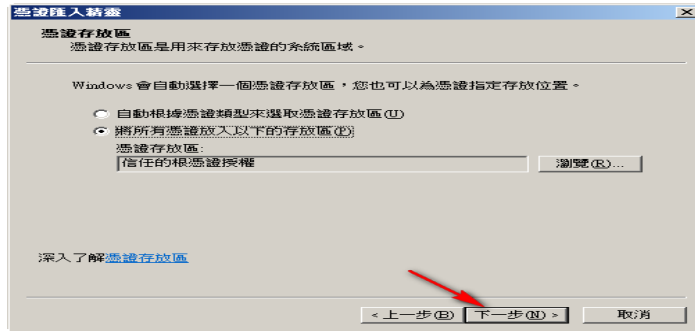 憑證匯入精靈
憑證存放區
憑證存放區是用來存放憑證的系統區域。
Windows 會自動選擇一個憑證存放區，您也可以為憑證指定存放位置。
自動根據憑證類型來選取憑證存放區(U)
將所有憑證放入以下的存放區(P)
憑證存放區:
信任的根憑證授權
瀏覽(R)...
深入了解憑證存放區
< 上一步(B)
下一步(N) >
取消